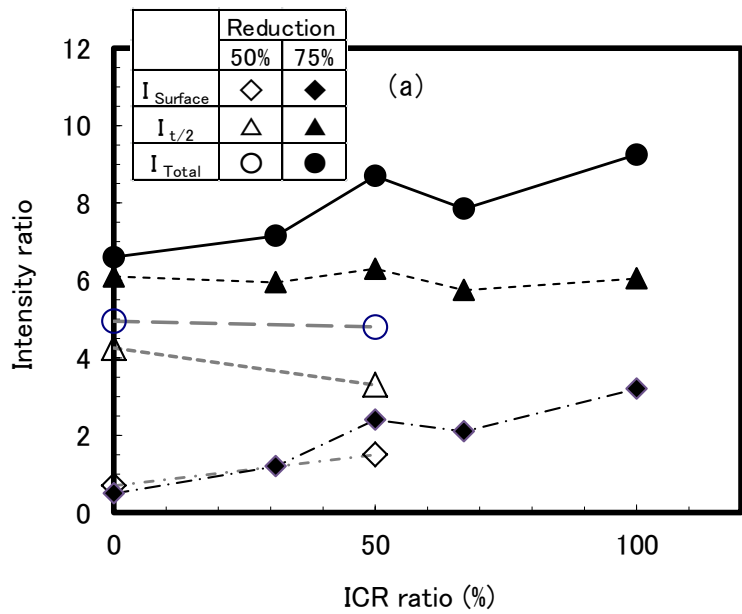 Reduction
50% 75%
I Surface
I t/2
I Total
(a)
12
10
8
6
4
2
0
Intensity ratio
0 50 100
ICR ratio (%)